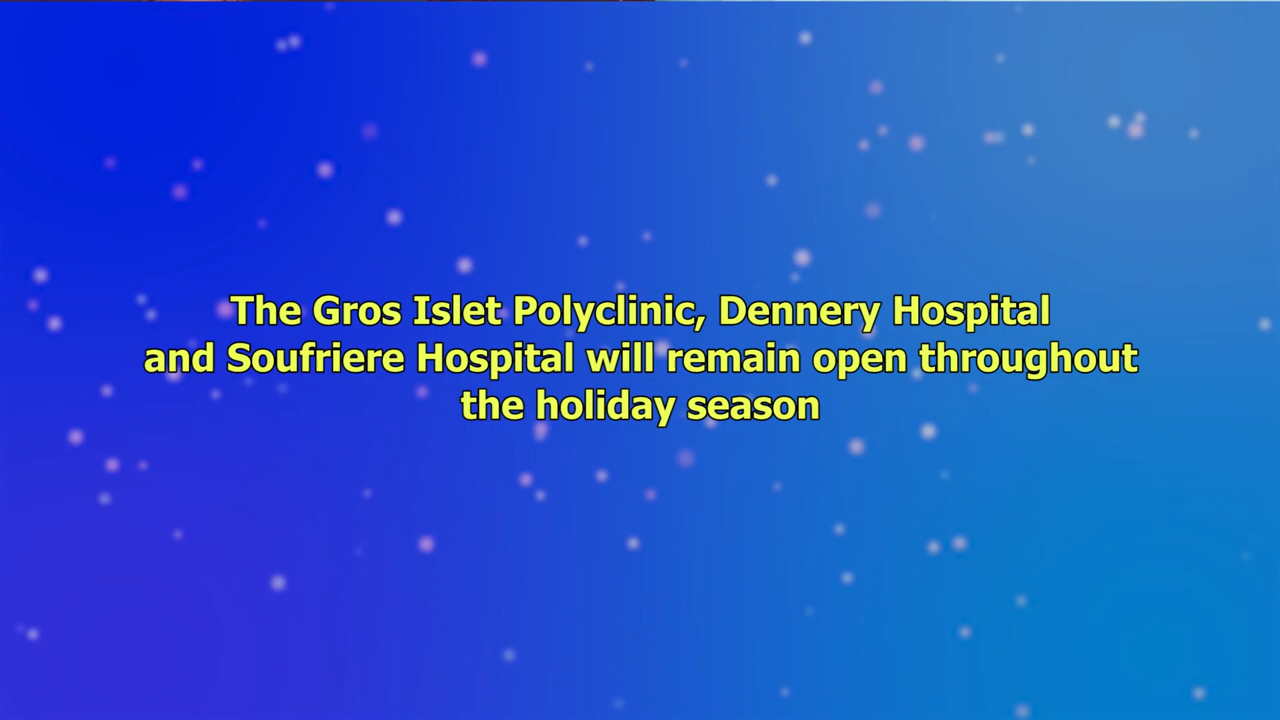 The Gros Islet Polyclinic, Dennery Hospital
and Soufriere Hospital will remain open throughout
the holiday season